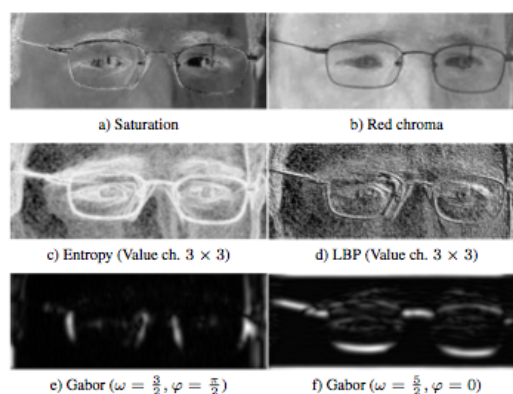 a) Saturation
b) Red chroma
c) Entropy (Value ch. 3 × 3)
d) LBP (Value ch. 3 × 3)
e) Gabor (ω = 3/2, φ = π/2)
f) Gabor (ω = 5/2, φ = 0)